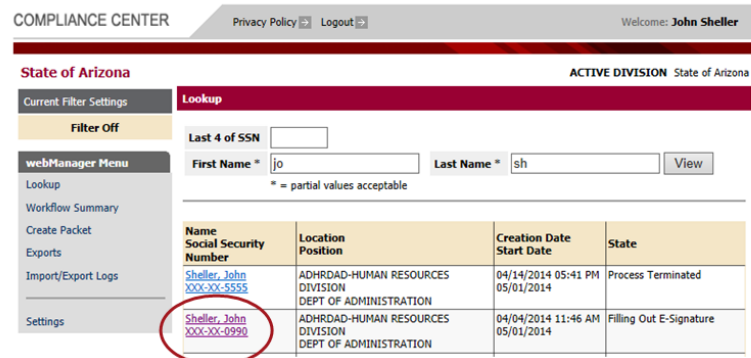 COMPLIANCE CENTER Privacy Policy Logout Welcome: John Sheller
State of Arizona ACTIVE DIVISION State of Arizona
Current Filter Settings
Filter Off
webManager Menu
Lookup
Workflow Summary
Create Packet
Exports
Import/Export Logs
Settings
Lookup
Last 4 of SSN
First Name * jo Last Name * sh View
* = partial values acceptable
Name Social Security Number Location Position Creation Date Start Date State
Sheller, John ADHRDAD-HUMAN RESOURCES 04/14/2014 05:41 PM Process Terminated
XXX-XX-5555 DIVISION 05/01/2014
DEPT OF ADMINISTRATION
Sheller, John ADHRDAD-HUMAN RESOURCES 04/04/2014 11:46 AM Filling Out E-Signature
XXX-XX-0990 DIVISION 05/01/2014
DEPT OF ADMINISTRATION